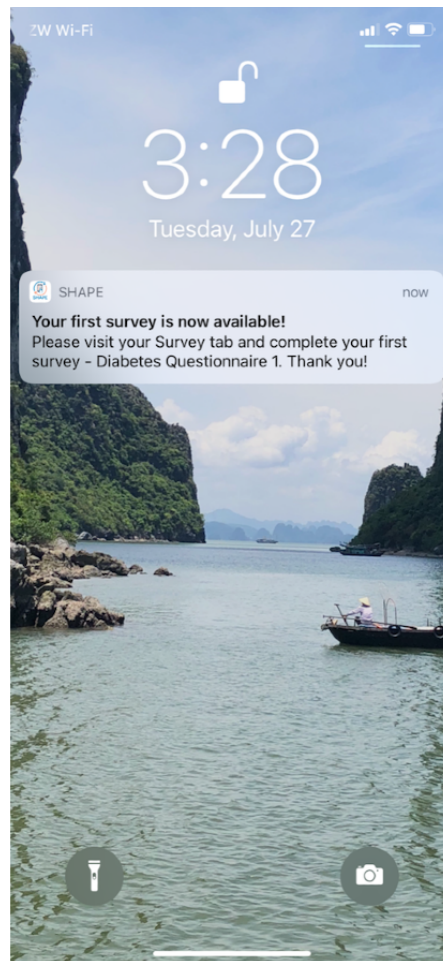 ZW Wi-Fi
3:28
Tuesday, July 27
SHAPE now
Your first survey is now available!
Please visit your Survey tab and complete your first
survey - Diabetes Questionnaire 1. Thank you!